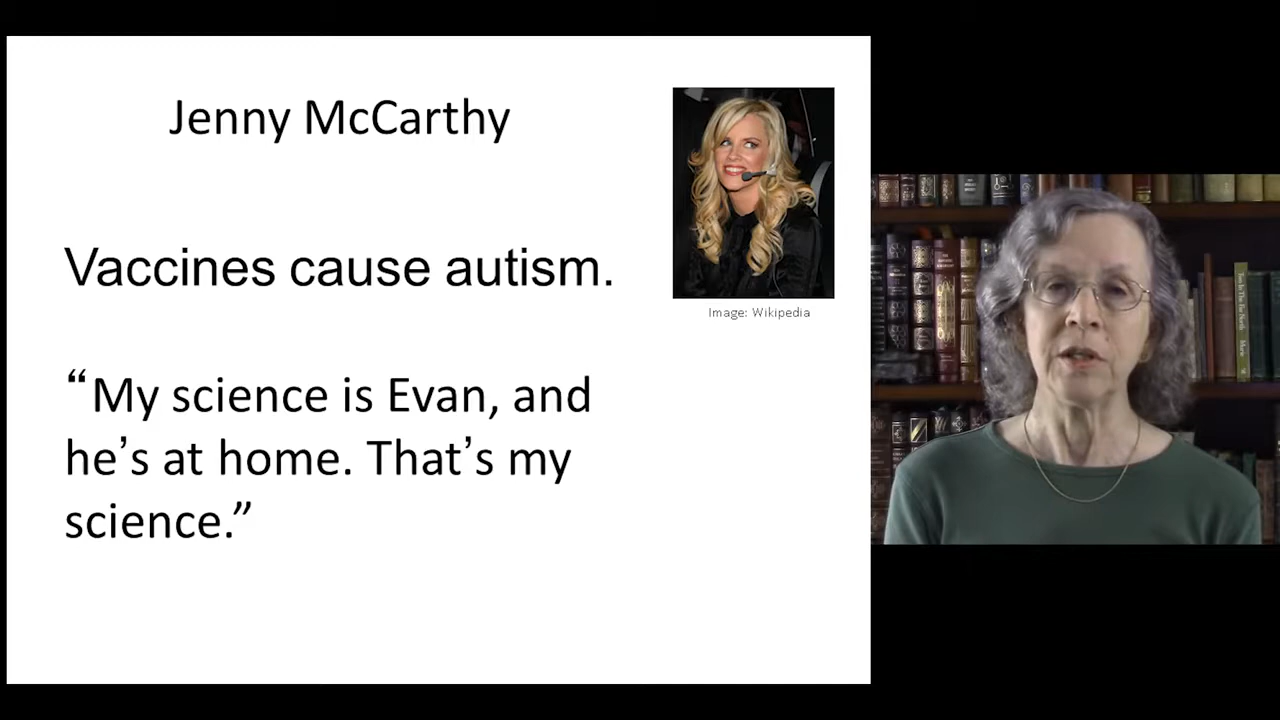 Jenny McCarthy
Image: Wikipedia
Vaccines cause autism.
“My science is Evan, and
he’s at home. That’s my
science.”